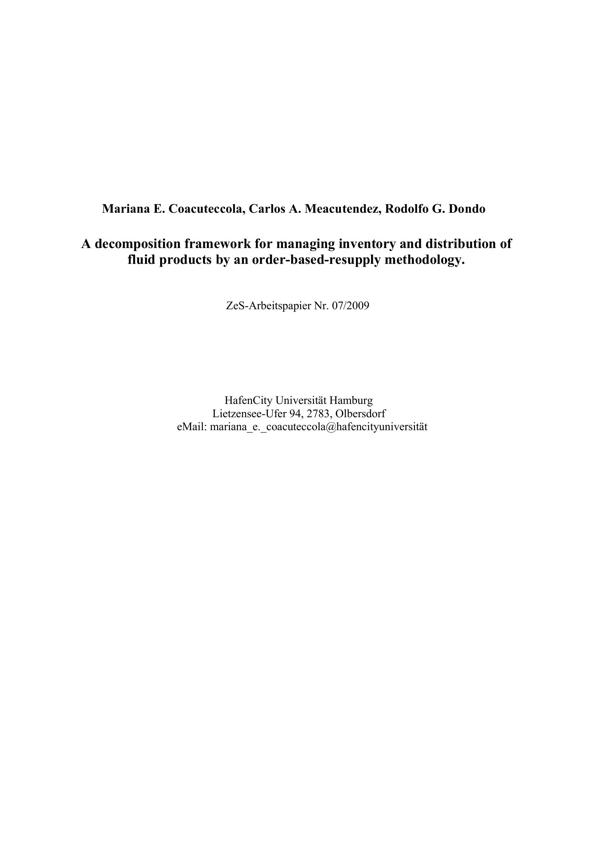 Mariana E. Coacuteccola, Carlos A. Meacutendez, Rodolfo G. Dondo
A decomposition framework for managing inventory and distribution of
fluid products by an order-based-resupply methodology.
ZeS-Arbeitspapier Nr. 07/2009
HafenCity Universität Hamburg
Lietzensee-Ufer 94, 2783, Olbersdorf
eMail: mariana_e._coacuteccola@hafencityuniversität